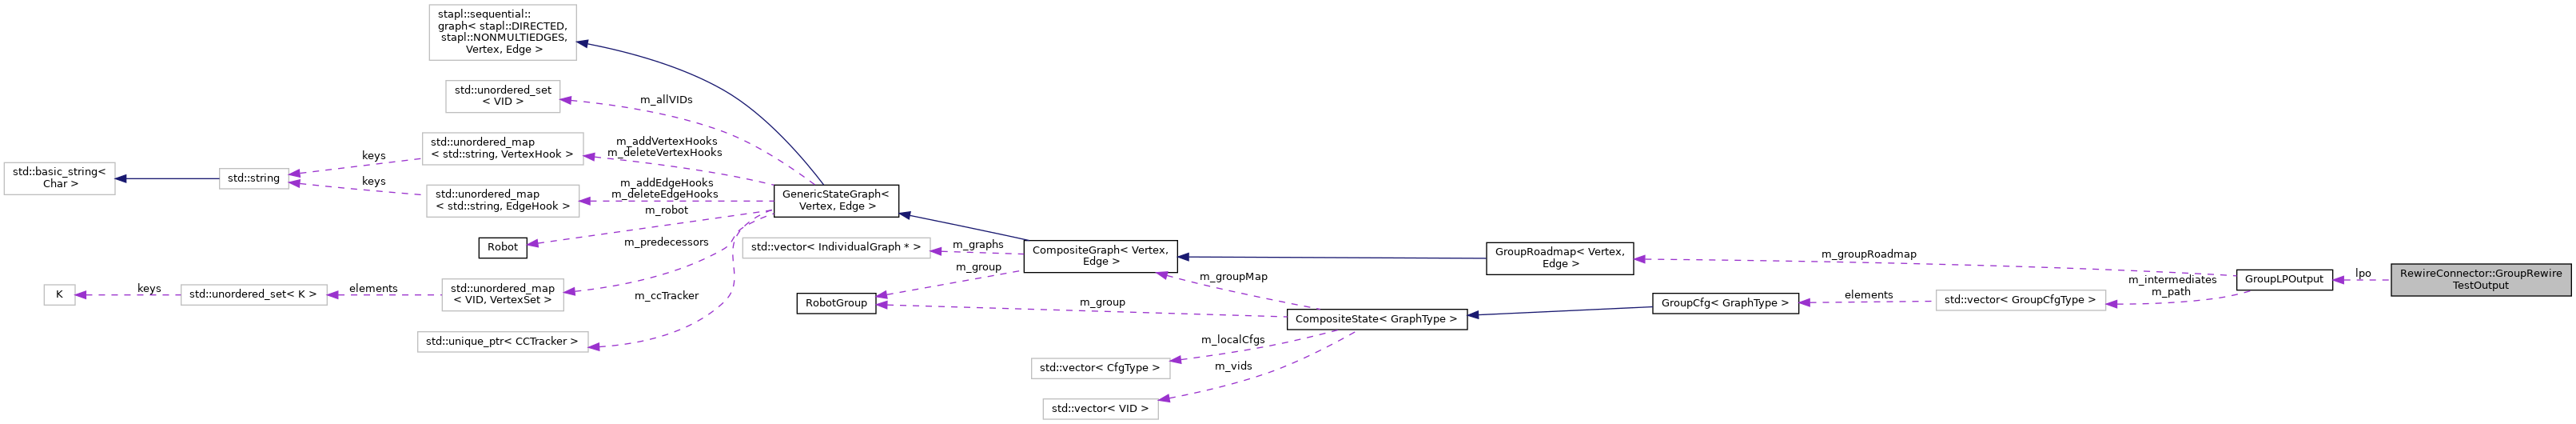 stapl::sequential::
graph< stapl::DIRECTED,
stapl::NONMULTIEDGES,
Vertex, Edge >
std::unordered_set
< VID >
m_allVIDs
std::unordered_map
< std::string, VertexHook >
m_addVertexHooks
m_deleteVertexHooks
keys
std::basic_string<
Char >
std::string
keys
std::unordered_map
< std::string, EdgeHook >
m_addEdgeHooks
m_deleteEdgeHooks
GenericStateGraph<
Vertex, Edge >
m_robot
Robot
m_predecessors
std::vector< IndividualGraph * >
m_graphs
CompositeGraph< Vertex,
Edge >
GroupRoadmap< Vertex,
Edge >
m_groupRoadmap
m_group
m_groupMap
K
keys
std::unordered_set< K >
elements
std::unordered_map
< VID, VertexSet >
m_ccTracker
RobotGroup
m_group
CompositeState< GraphType >
GroupCfg< GraphType >
elements
std::vector< GroupCfgType >
m_intermediates
m_path
GroupLPOutput
lpo
RewireConnector::GroupRewire
TestOutput
std::unique_ptr< CCTracker >
m_localCfgs
std::vector< CfgType >
m_vids
std::vector< VID >